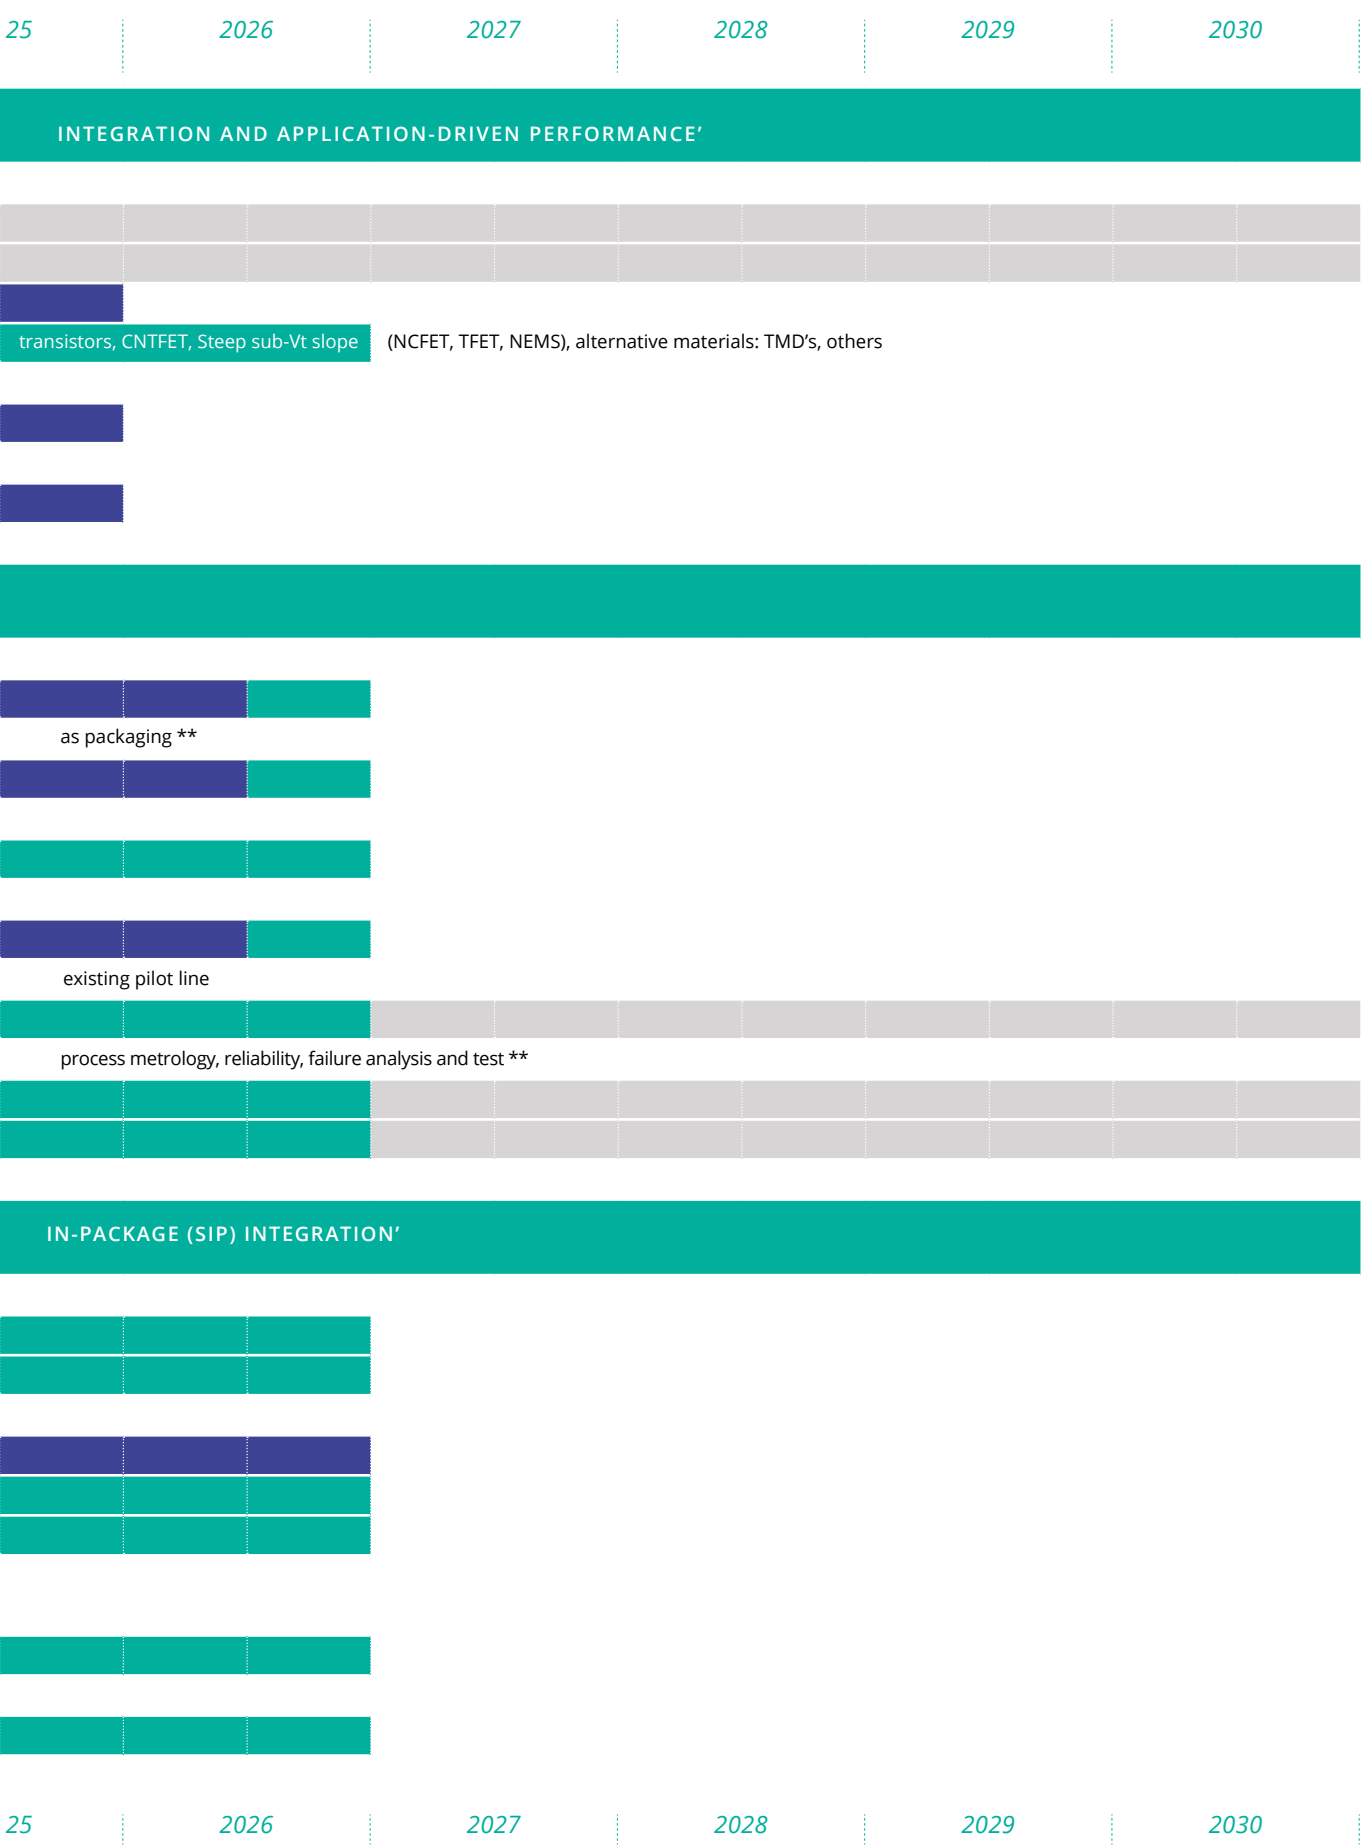 25 2026 2027 2028 2029 2030
INTEGRATION AND APPLICATION-DRIVEN PERFORMANCE’
transistors, CNTFET, Steep sub-Vt slope (NCFET, TFET, NEMS), alternative materials: TMD’s, others
as packaging **
existing pilot line
process metrology, reliability, failure analysis and test **
IN-PACKAGE (SIP) INTEGRATION’
25 2026 2027 2028 2029 2030